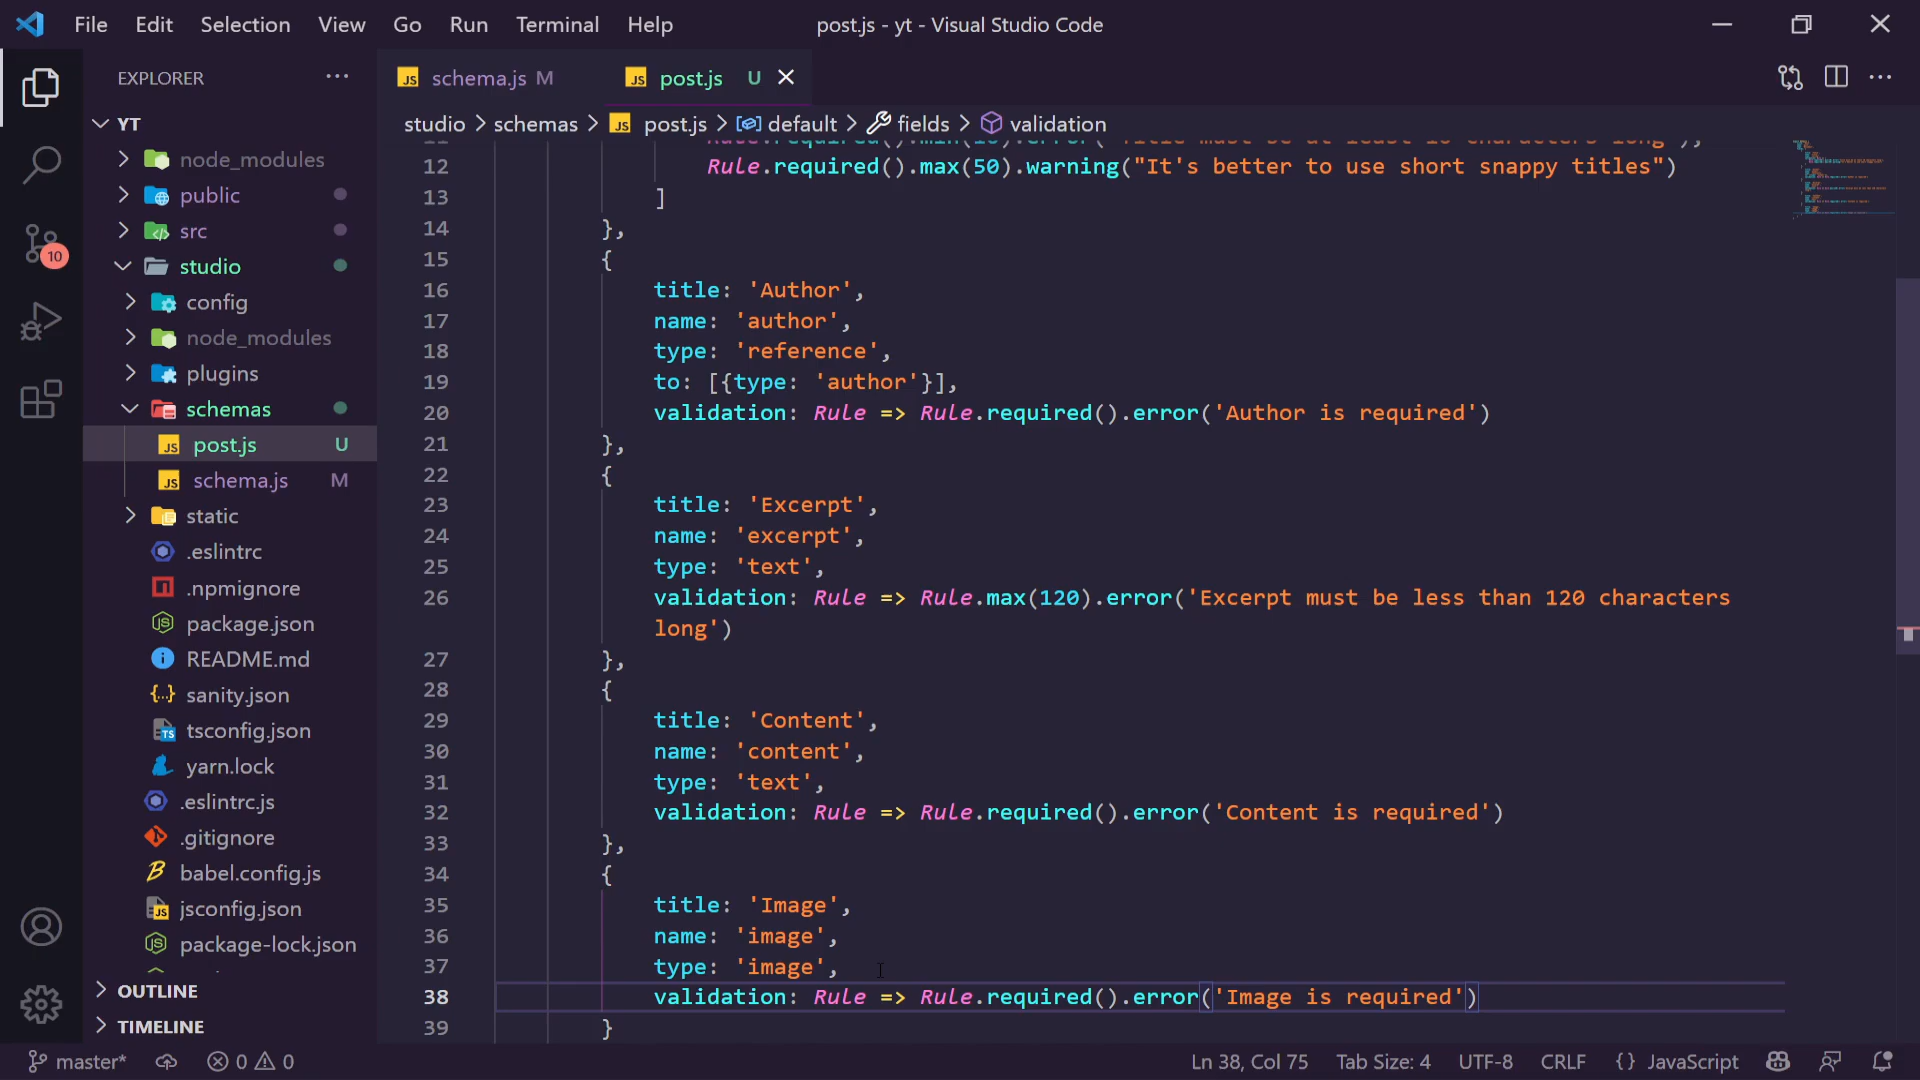 File Edit Selection View Go Run Terminal Help post.js - yt - Visual Studio Code
EXPLORER ···
YT
node_modules
public
src
studio
config
node_modules
plugins
schemas
post.js U
schema.js M
static
.eslintrc
.npmignore
package.json
README.md
sanity.json
tsconfig.json
yarn.lock
.eslintrc.js
.gitignore
babel.config.js
jsconfig.json
package-lock.json
OUTLINE
TIMELINE
10
schema.js M post.js U
studio > schemas > JS post.js > default > fields > validation
12 Rule.required().max(50).warning("It's better to use short snappy titles")
13 ]
14 },
15 {
16 title: 'Author',
17 name: 'author',
18 type: 'reference',
19 to: [{type: 'author'}],
20 validation: Rule => Rule.required().error('Author is required')
21 },
22 {
23 title: 'Excerpt',
24 name: 'excerpt',
25 type: 'text',
26 validation: Rule => Rule.max(120).error('Excerpt must be less than 120 characters
long')
27 },
28 {
29 title: 'Content',
30 name: 'content',
31 type: 'text',
32 validation: Rule => Rule.required().error('Content is required')
33 },
34 {
35 title: 'Image',
36 name: 'image',
37 type: 'image',
38 validation: Rule => Rule.required().error('Image is required')
39 }
master* 0 0 Ln 38, Col 75 Tab Size: 4 UTF-8 CRLF {} JavaScript